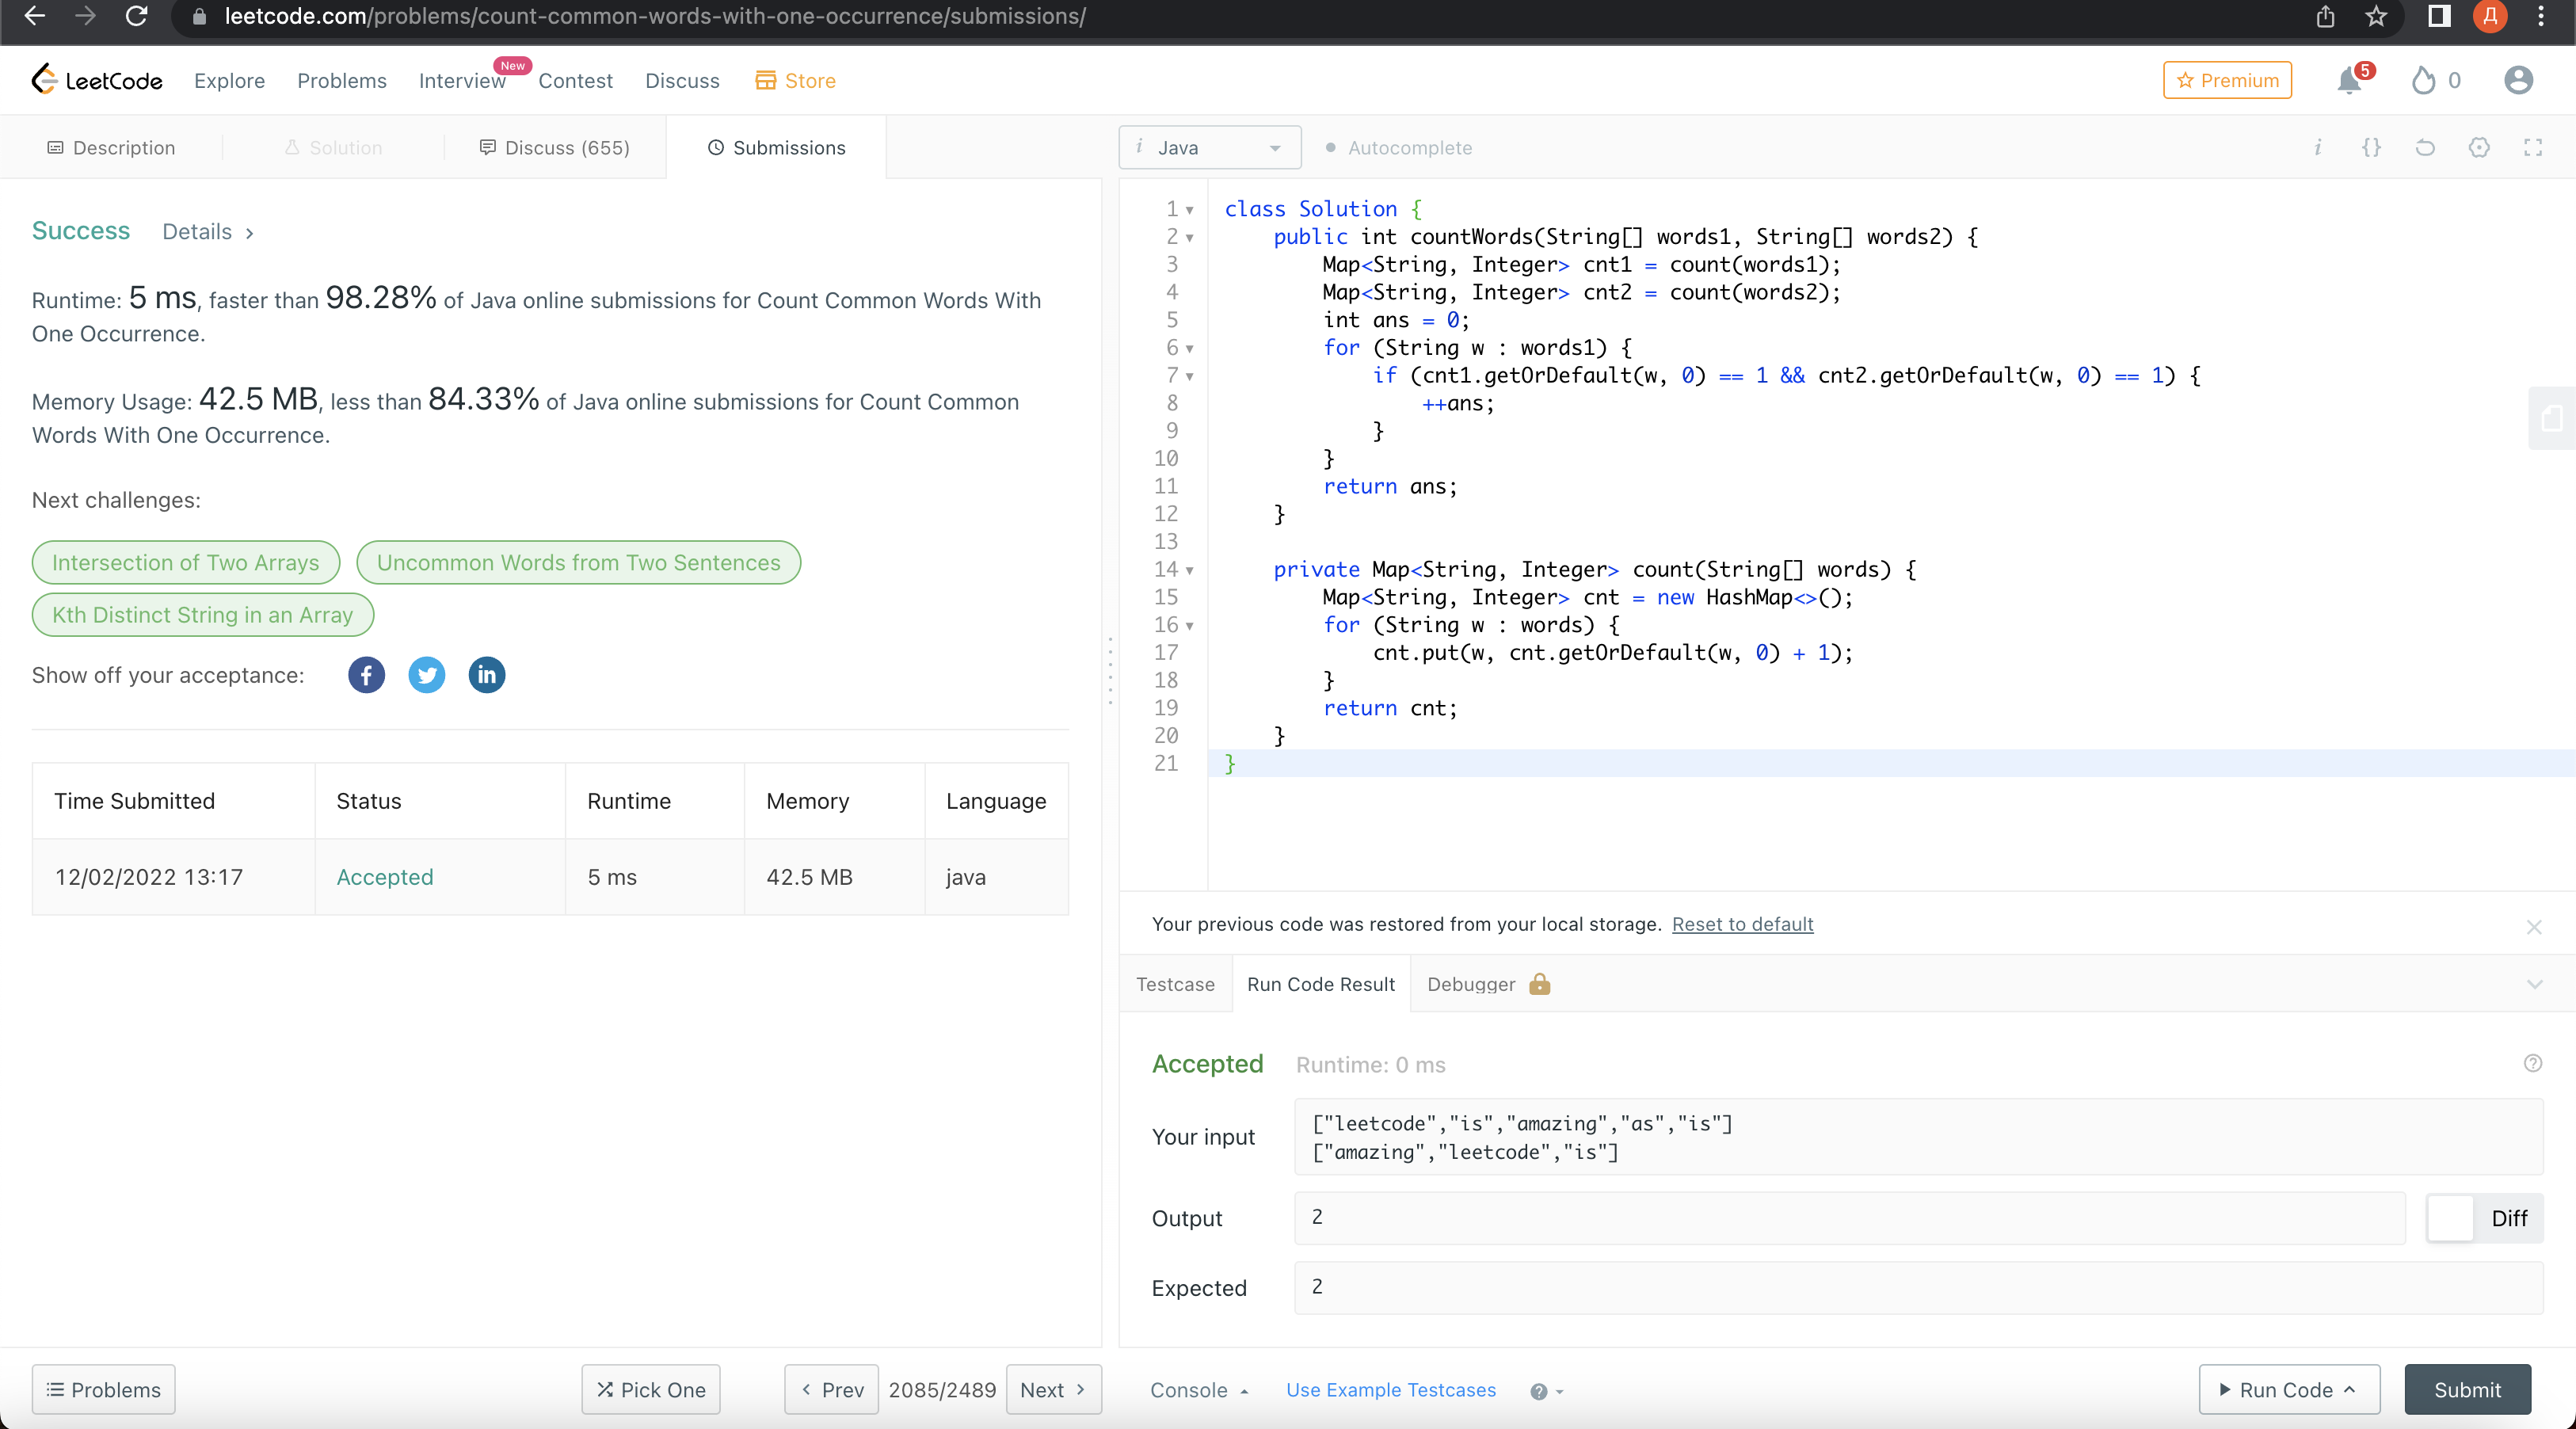 leetcode.com/problems/count-common-words-with-one-occurrence/submissions/
Д
LeetCode Explore Problems Interview New Contest Discuss Store
Premium 5 0
Description Solution Discuss (655) Submissions
Success Details
Runtime: 5 ms, faster than 98.28% of Java online submissions for Count Common Words With
One Occurrence.
Memory Usage: 42.5 MB, less than 84.33% of Java online submissions for Count Common
Words With One Occurrence.
Next challenges:
Intersection of Two Arrays Uncommon Words from Two Sentences
Kth Distinct String in an Array
Show off your acceptance:
Time Submitted Status Runtime Memory Language
12/02/2022 13:17 Accepted 5 ms 42.5 MB java
i Java Autocomplete
i {}
1 class Solution {
2     public int countWords(String[] words1, String[] words2) {
3         Map<String, Integer> cnt1 = count(words1);
4         Map<String, Integer> cnt2 = count(words2);
5         int ans = 0;
6         for (String w : words1) {
7             if (cnt1.getOrDefault(w, 0) == 1 && cnt2.getOrDefault(w, 0) == 1) {
8                 ++ans;
9             }
10         }
11         return ans;
12     }
13
14     private Map<String, Integer> count(String[] words) {
15         Map<String, Integer> cnt = new HashMap<>();
16         for (String w : words) {
17             cnt.put(w, cnt.getOrDefault(w, 0) + 1);
18         }
19         return cnt;
20     }
21 }
Your previous code was restored from your local storage. Reset to default
Testcase Run Code Result Debugger
Accepted Runtime: 0 ms
Your input
["leetcode","is","amazing","as","is"]
["amazing","leetcode","is"]
Output 2 Diff
Expected 2
Problems Pick One Prev 2085/2489 Next
Console Use Example Testcases Run Code Submit